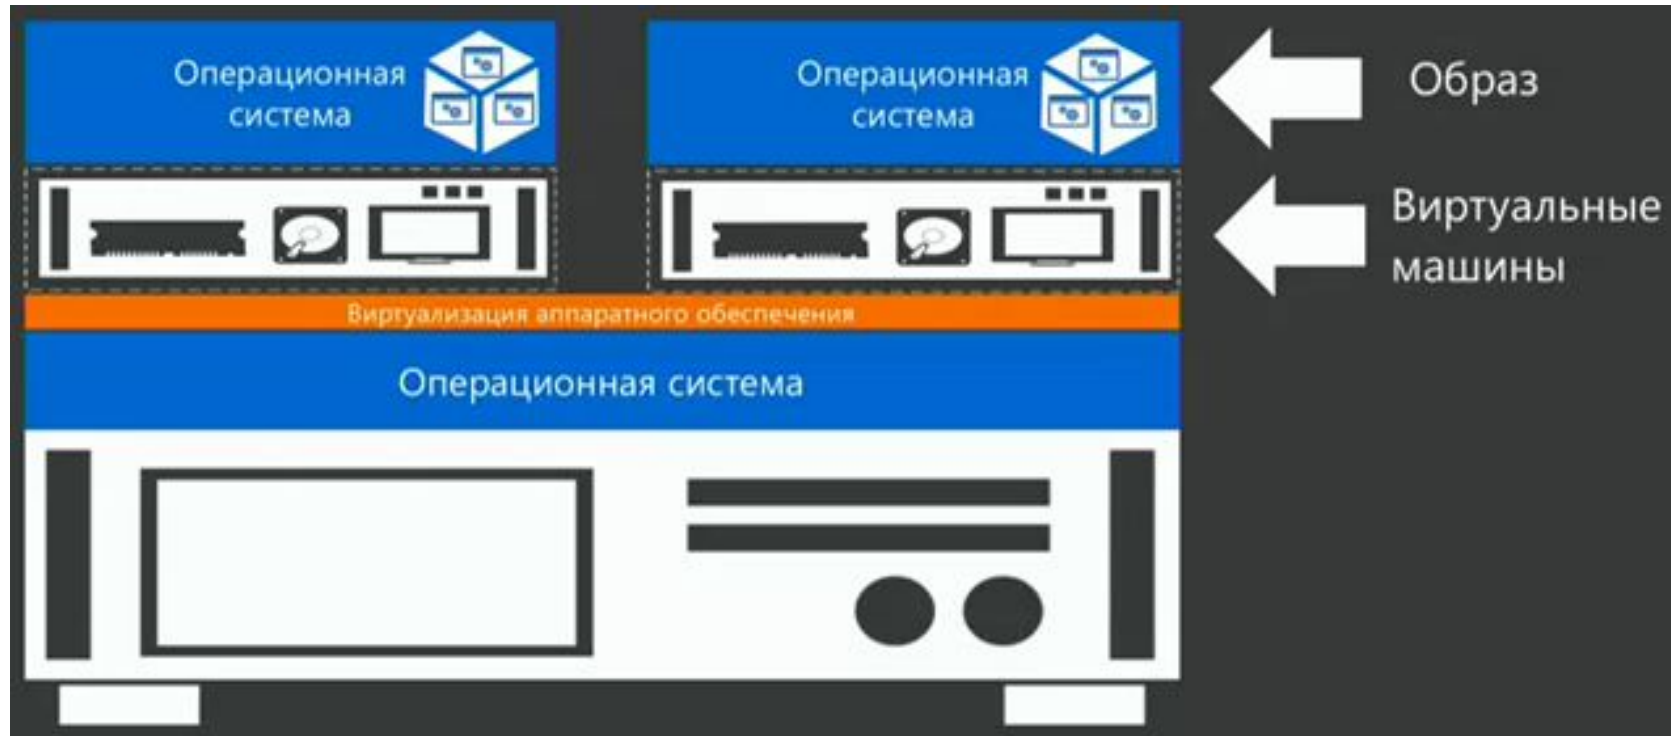 Операционная
система
Операционная
система
Образ
Виртуальные
машины
Виртуализация аппаратного обеспечения
Операционная система